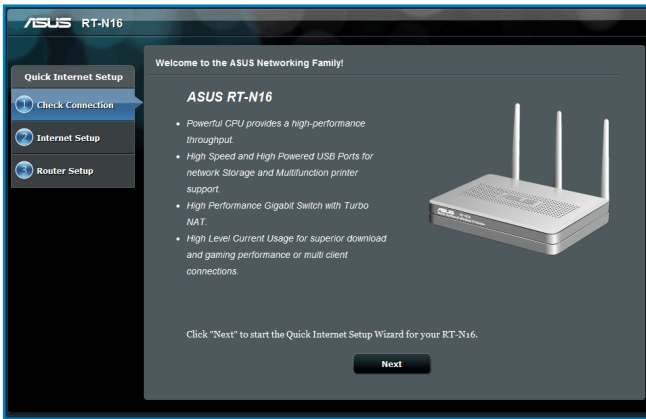 ASUS RT-N16
Quick Internet Setup
1 Check Connection
2 Internet Setup
3 Router Setup
Welcome to the ASUS Networking Family!
ASUS RT-N16
• Powerful CPU provides a high-performance
throughput.
• High Speed and High Powered USB Ports for
network Storage and Multifunction printer
support.
• High Performance Gigabit Switch with Turbo
NAT.
• High Level Current Usage for superior download
and gaming performance or multi client
connections.
ASUS
Click "Next" to start the Quick Internet Setup Wizard for your RT-N16.
Next